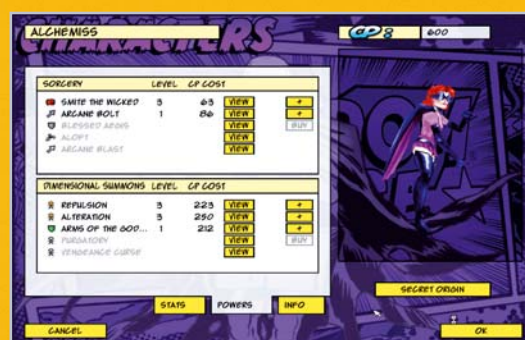 CHARACTERS
ALCHEMISS
CP: 600
SORCERY LEVEL CP COST
SMITE THE WICKED 3 63 VIEW +
ARCANE BOLT 1 86 VIEW +
BLESSED AEGIS VIEW BUY
ALOFT VIEW
ARCANE BLAST VIEW
DIMENSIONAL SUMMONS LEVEL CP COST
REPULSION 3 223 VIEW +
ALTERATION 3 250 VIEW +
ARMS OF THE GOD... 1 212 VIEW +
PURGATORY VIEW BUY
VENGEANCE CURSE VIEW
SECRET ORIGIN
STATS POWERS INFO
CANCEL OK